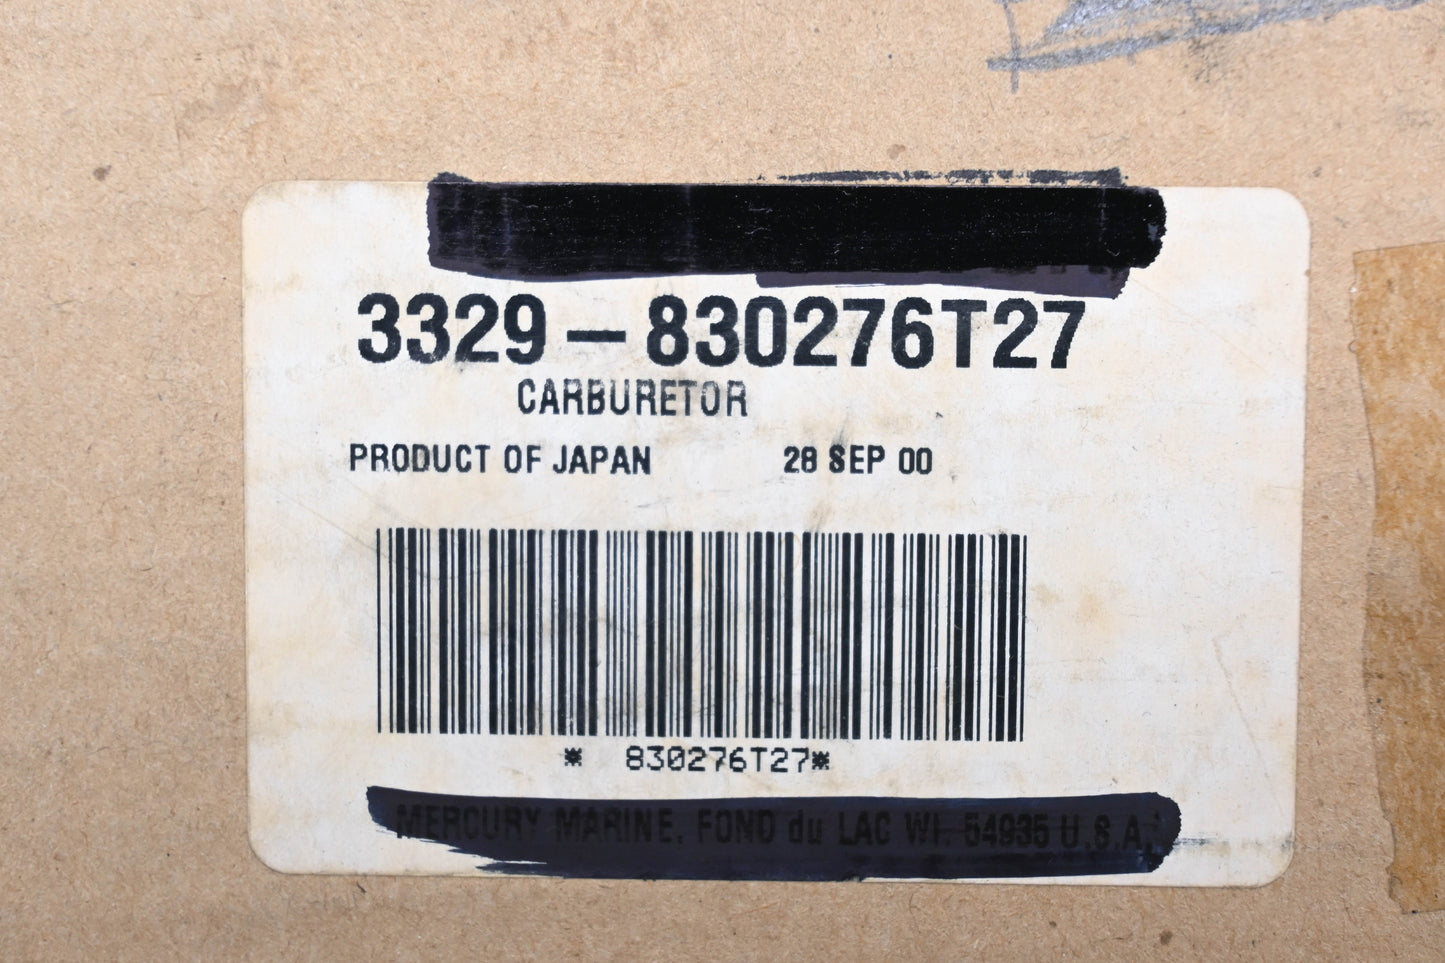 3329-830276T27
CARBURETOR
PRODUCT OF JAPAN 28 SEP 00
* 830276T27*
MERCURY MARINE, FOND du LAC WI. 54935 U.S.A.